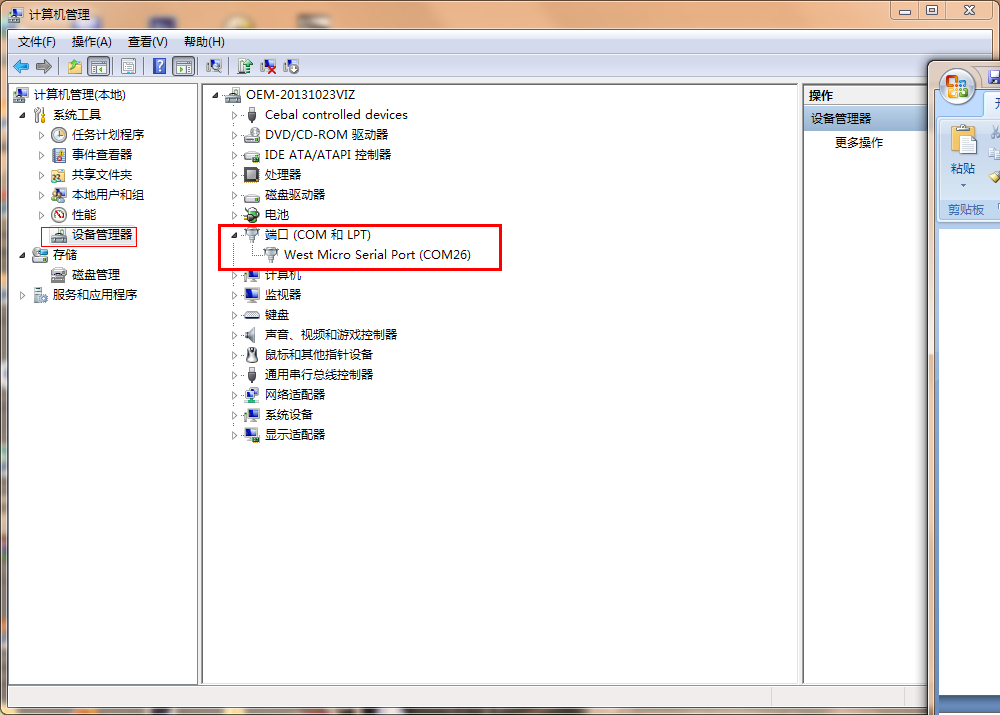 计算机管理
文件(F) 操作(A) 查看(V) 帮助(H)
计算机管理(本地)
系统工具
任务计划程序
事件查看器
共享文件夹
本地用户和组
性能
设备管理器
存储
磁盘管理
服务和应用程序
OEM-20131023VIZ
Cebal controlled devices
DVD/CD-ROM 驱动器
IDE ATA/ATAPI 控制器
处理器
磁盘驱动器
电池
端口 (COM 和 LPT)
West Micro Serial Port (COM26)
计算机
监视器
键盘
声音、视频和游戏控制器
鼠标和其他指针设备
通用串行总线控制器
网络适配器
系统设备
显示适配器
操作
设备管理器
更多操作
粘贴
剪贴板